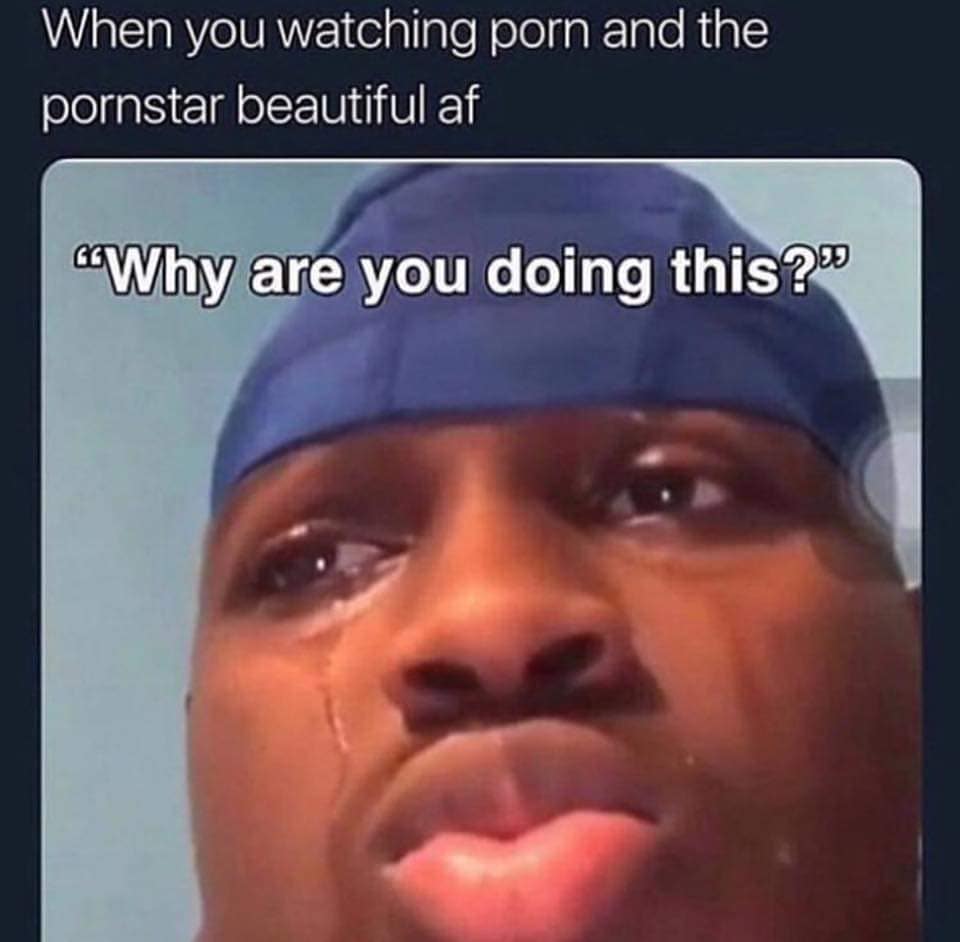 When you watching porn and the
pornstar beautiful af
“Why are you doing this?”